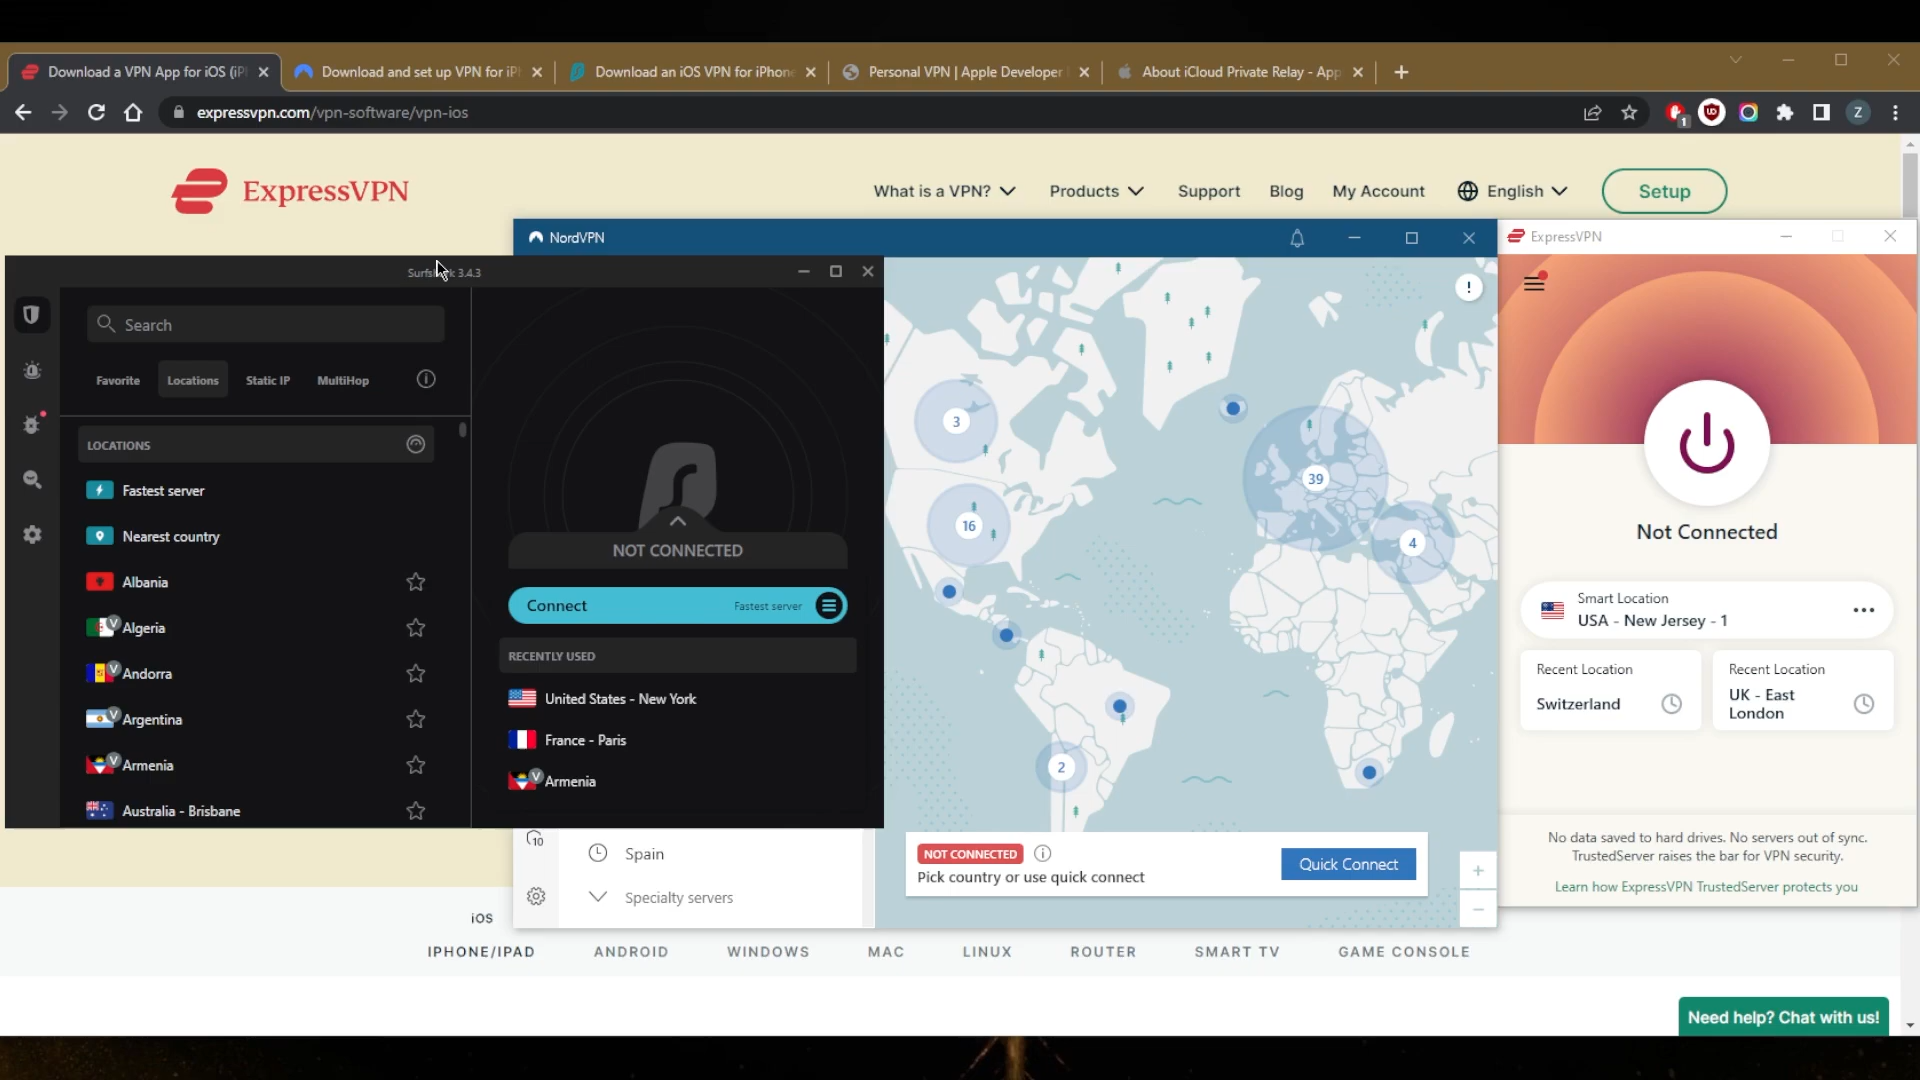 Download a VPN App for iOS (iP
Download and set up VPN for iP
Download an iOS VPN for iPhone
Personal VPN | Apple Developer
About iCloud Private Relay - App
expressvpn.com/vpn-software/vpn-ios
1
Z
ExpressVPN
What is a VPN?
Products
Support
Blog
My Account
English
Setup
NordVPN
ExpressVPN
Surfshark 3.4.3
Search
Favorite
Locations
Static IP
MultiHop
LOCATIONS
Fastest server
Nearest country
Albania
V
Algeria
V
Andorra
V
Argentina
V
Armenia
Australia - Brisbane
NOT CONNECTED
Connect
Fastest server
RECENTLY USED
United States - New York
France - Paris
V
Armenia
10
Spain
Specialty servers
3
16
39
4
2
!
NOT CONNECTED
Pick country or use quick connect
Quick Connect
+
−
Not Connected
Smart Location
USA - New Jersey - 1
Recent Location
Switzerland
Recent Location
UK - East
London
No data saved to hard drives. No servers out of sync.
TrustedServer raises the bar for VPN security.
Learn how ExpressVPN TrustedServer protects you
iOS
IPHONE/IPAD
ANDROID
WINDOWS
MAC
LINUX
ROUTER
SMART TV
GAME CONSOLE
Need help? Chat with us!